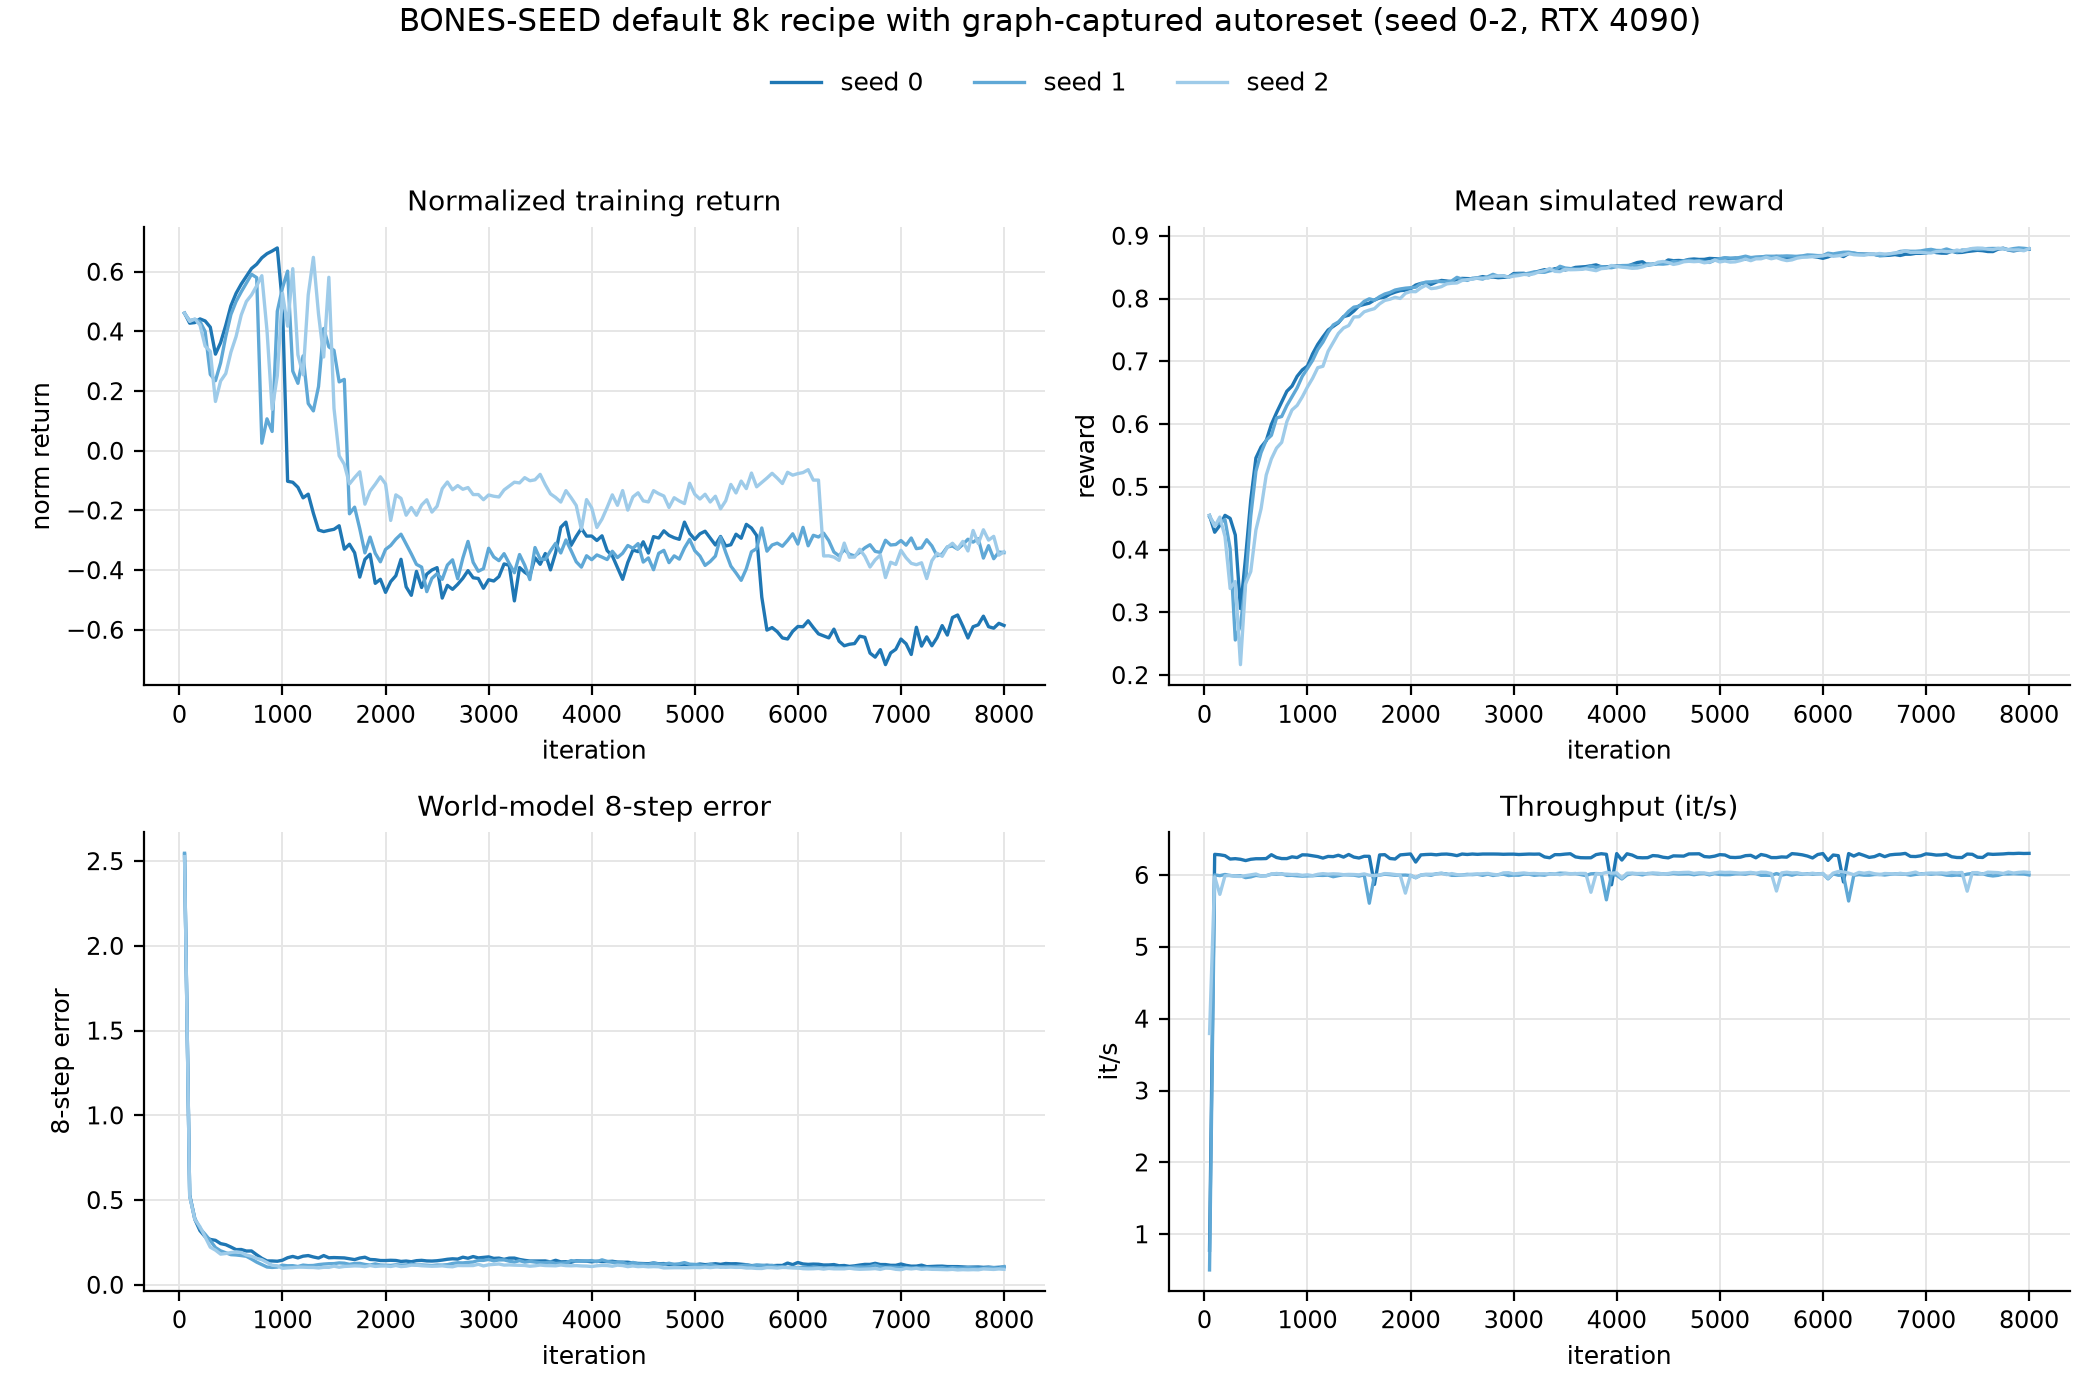 BONES-SEED default 8k recipe with graph-captured autoreset (seed 0-2, RTX 4090)
seed 0 seed 1 seed 2
Normalized training return
norm return
0.6
0.4
0.2
0.0
−0.2
−0.4
−0.6
0 1000 2000 3000 4000 5000 6000 7000 8000
iteration
Mean simulated reward
reward
0.9
0.8
0.7
0.6
0.5
0.4
0.3
0.2
0 1000 2000 3000 4000 5000 6000 7000 8000
iteration
World-model 8-step error
8-step error
2.5
2.0
1.5
1.0
0.5
0.0
0 1000 2000 3000 4000 5000 6000 7000 8000
iteration
Throughput (it/s)
it/s
6
5
4
3
2
1
0 1000 2000 3000 4000 5000 6000 7000 8000
iteration